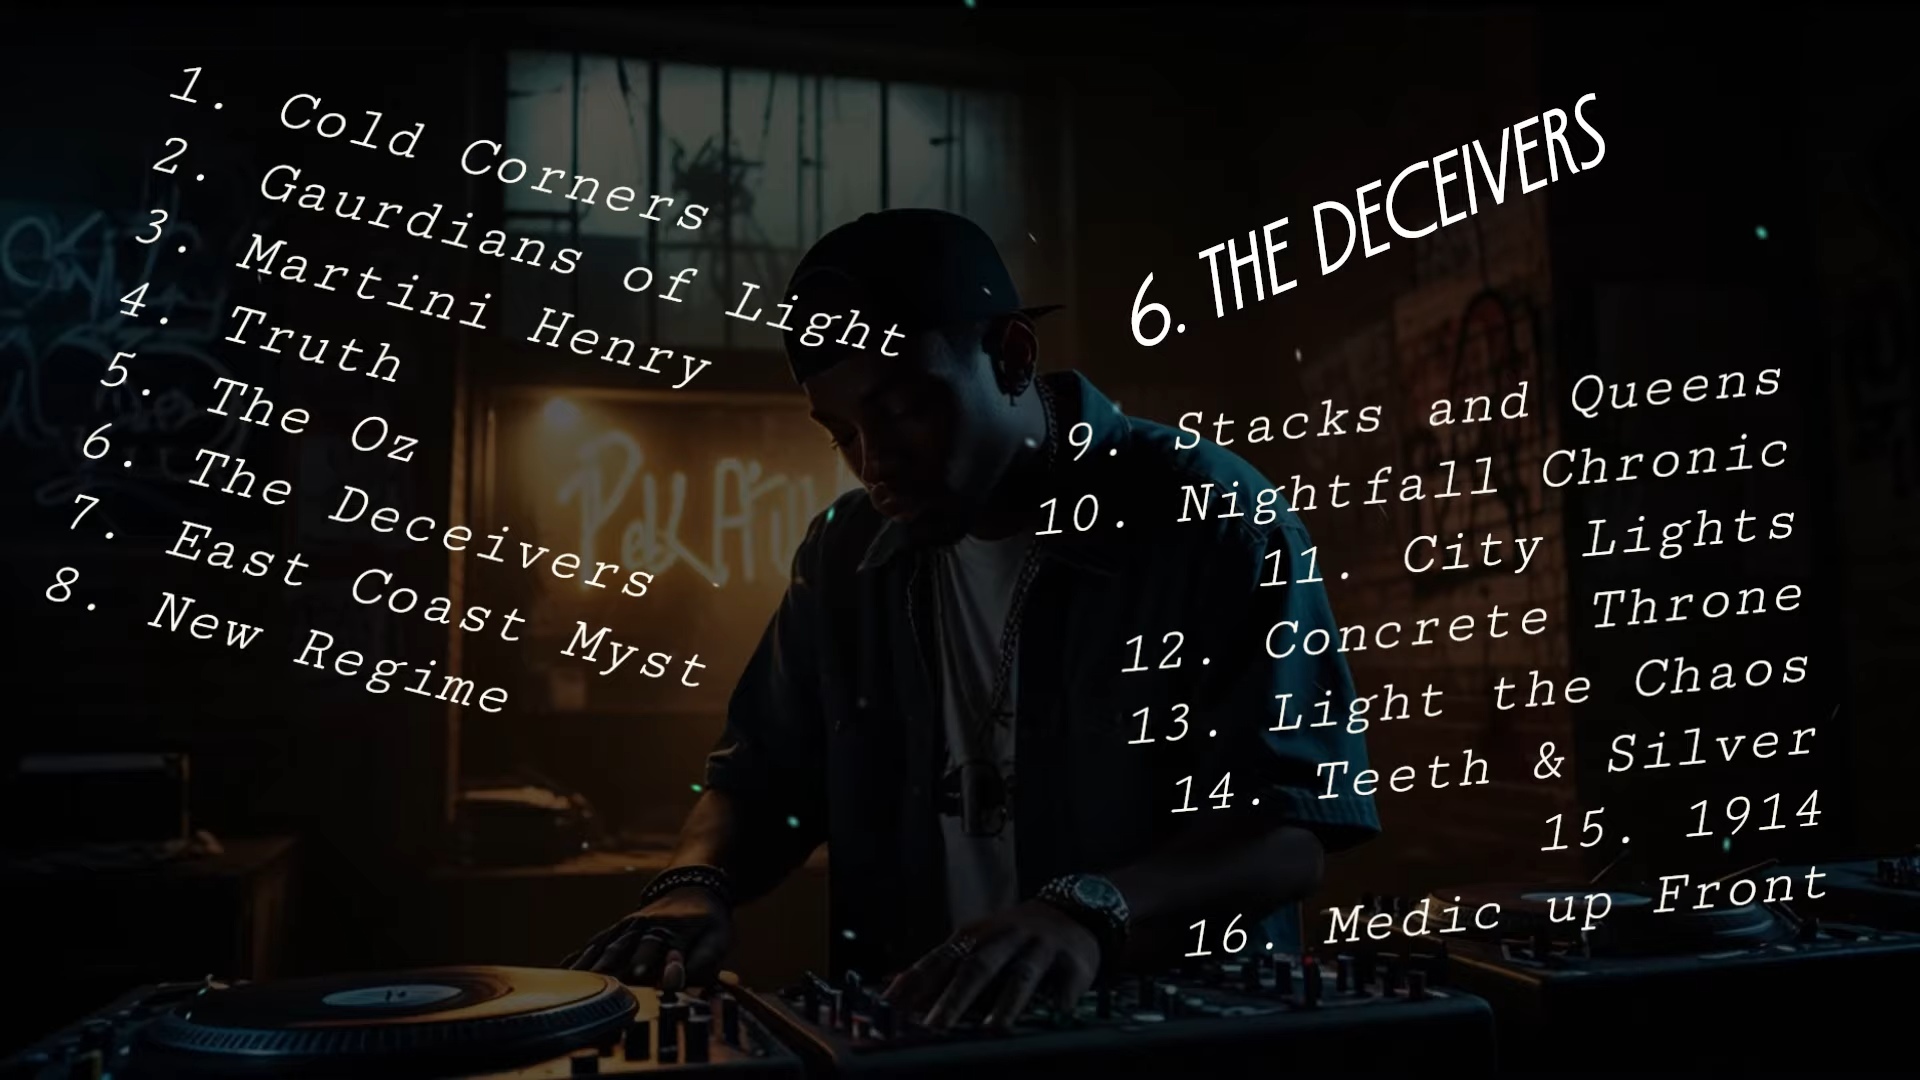 1. Cold Corners
2. Gaurdians of Light
3. Martini Henry
4. Truth
5. The Oz
6. The Deceivers
7. East Coast Myst
8. New Regime
6. THE DECEIVERS
9. Stacks and Queens
10. Nightfall Chronic
11. City Lights
12. Concrete Throne
13. Light the Chaos
14. Teeth & Silver
15. 1914
16. Medic up Front